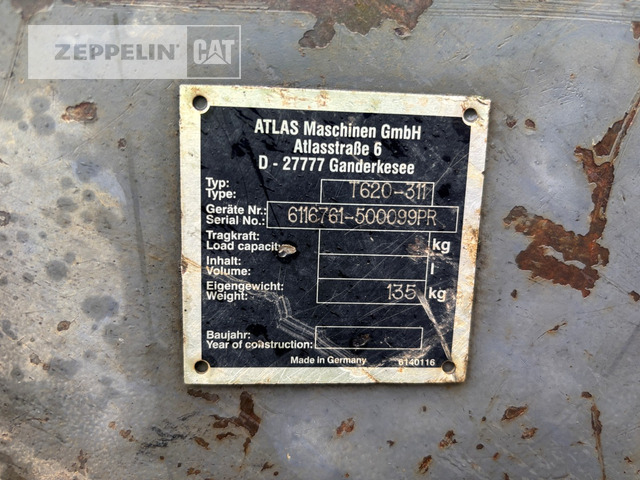 ZEPPELIN CAT
ATLAS Maschinen GmbH
Atlasstraße 6
D - 27777 Ganderkesee
Typ:
Type: T620-311
Geräte Nr.:
Serial No.: 6116761-500099PR
Tragkraft:
Load capacity: kg
Inhalt:
Volume: l
Eigengewicht:
Weight: 135 kg
Baujahr:
Year of construction:
Made in Germany 6140116